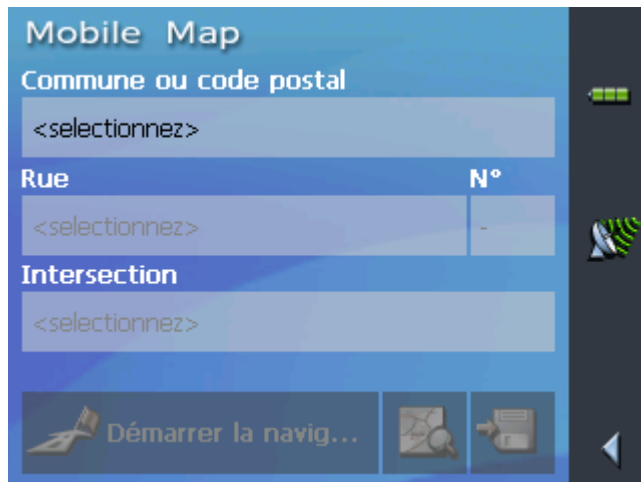 Mobile Map
Commune ou code postal
<selectionnez>
Rue N°
<selectionnez> -
Intersection
<selectionnez>
Démarrer la navig...